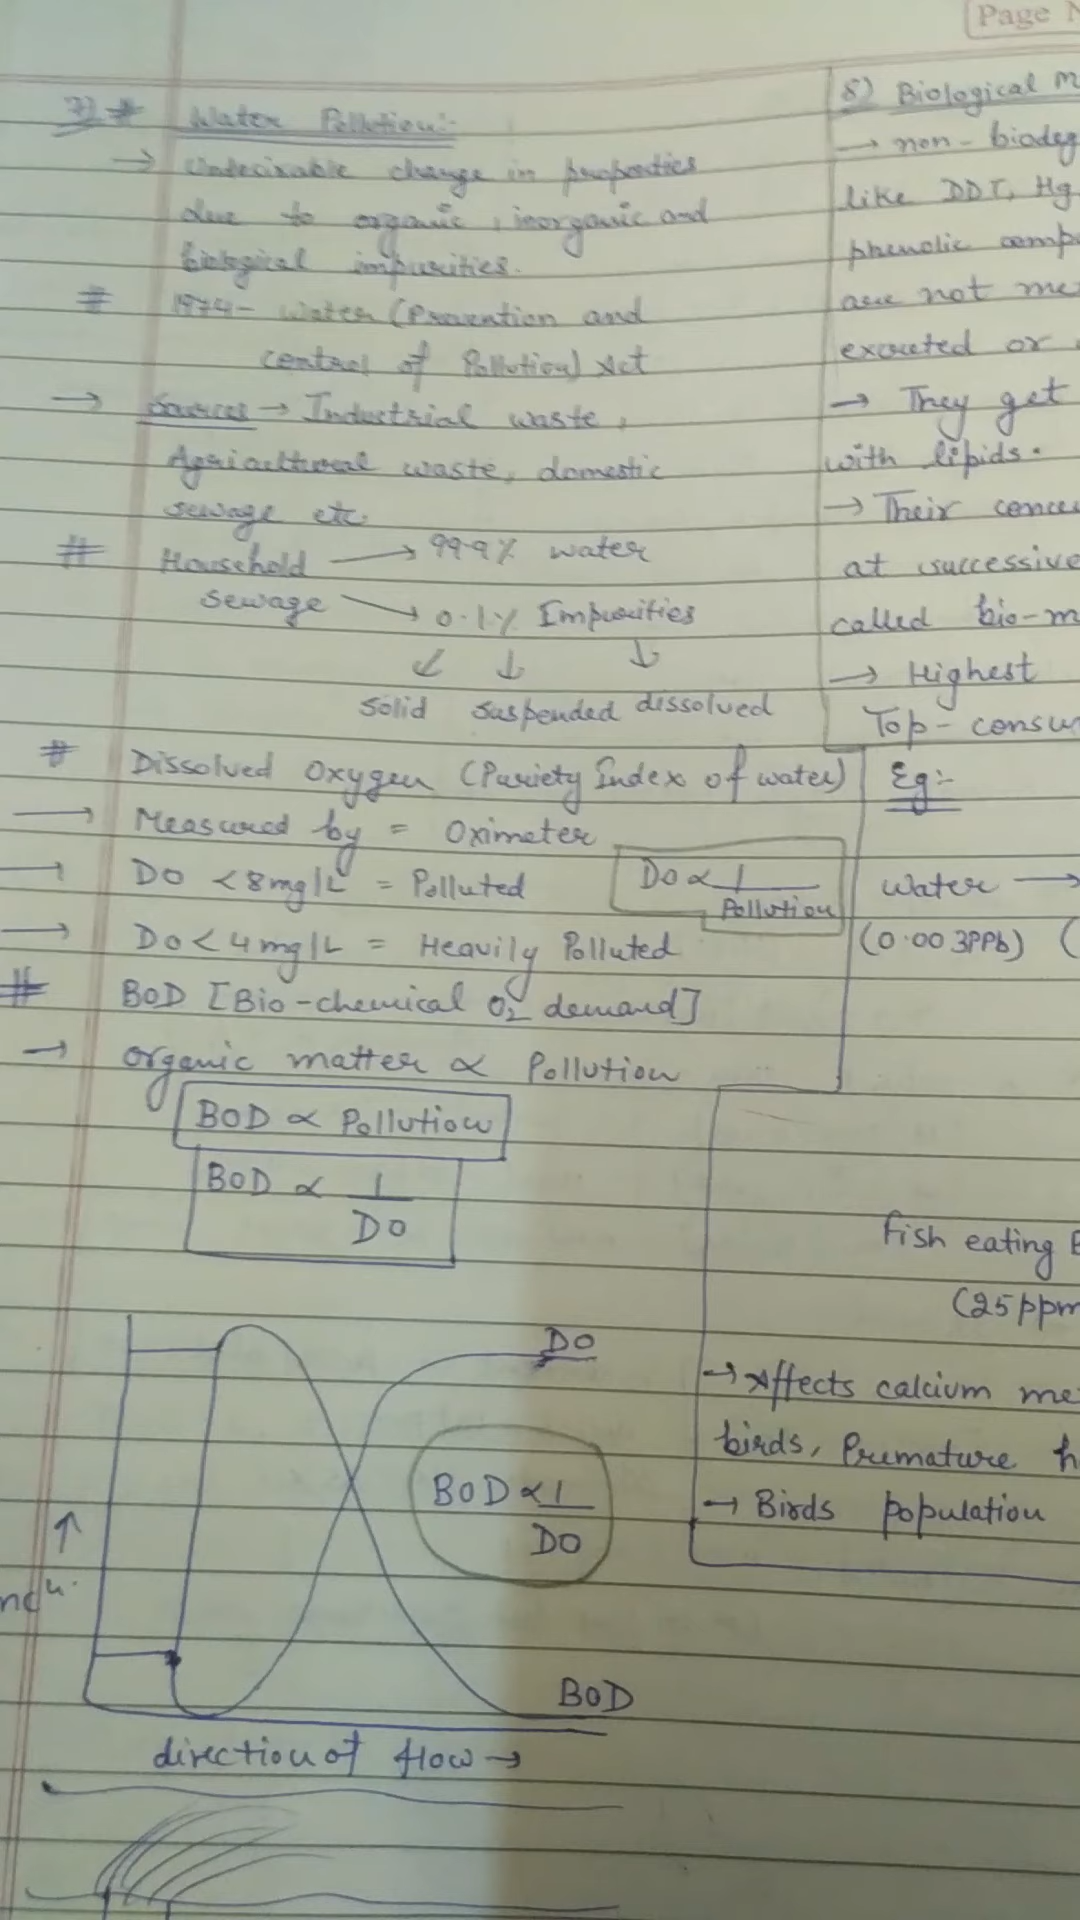 Page N
7) # Water Pollution:-
→ Undesirable change in properties
due to organic, inorganic and
biological impurities.
# 1974- Water (Prevention and
control of Pollution) Act
→ Sources → Industrial waste,
Agricultural waste, domestic
sewage etc.
# Household → 99.9% water
sewage → 0.1% Impurities
↙ ↓ ↓
Solid suspended dissolved
# Dissolved Oxygen (Puriety Index of water)
→ Measured by = Oximeter
→ DO <8mg/L = Polluted
DO ∝ 1
Pollution
→ DO < 4mg/L = Heavily Polluted
# BOD [Bio-chemical O2 demand]
→ organic matter ∝ Pollution
BOD ∝ Pollution
BOD ∝ 1
DO
DO
BOD ∝ 1
DO
↑
BOD
direction of flow →
8) Biological M
→ non-biodeg
like DDT, Hg
phenolic comp
are not me
excreted or
→ They get
with lipids.
→ Their conce
at successive
called bio-m
→ Highest
Top-consu
Eg:-
Water →
(0.003PPb) (
fish eating B
(25ppm
→ Affects calcium me
birds, Premature h
→ Birds population